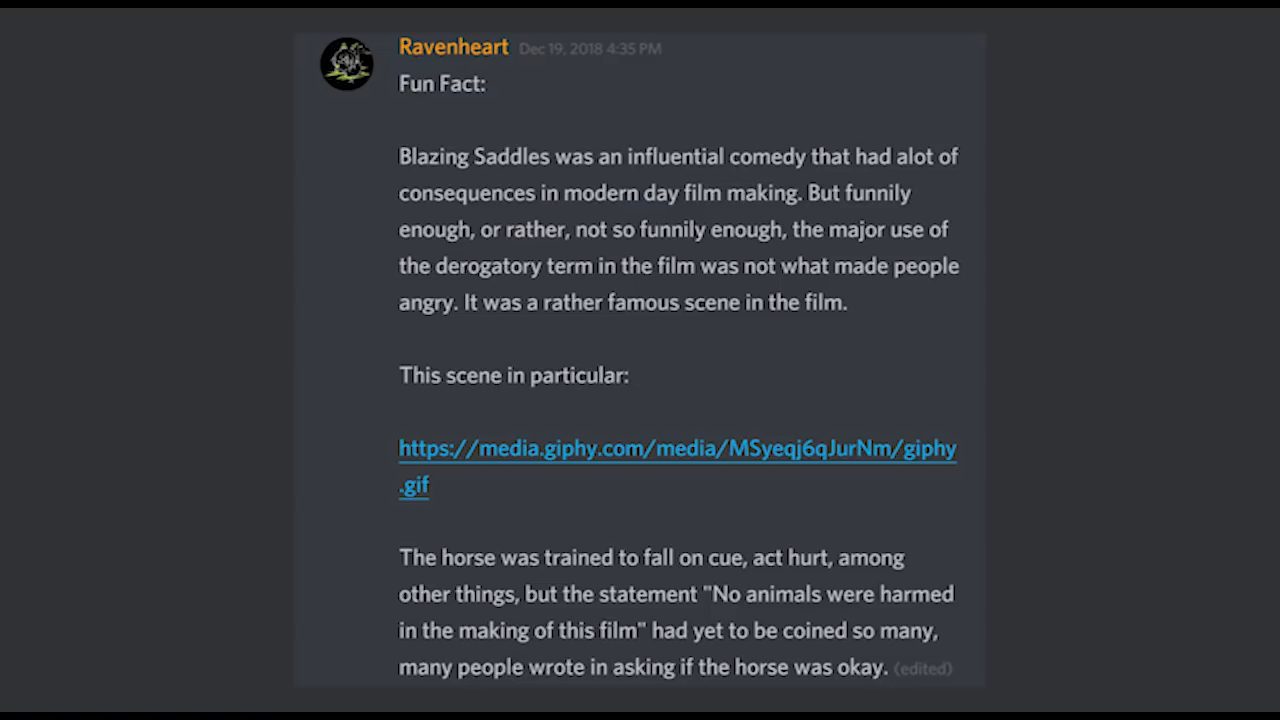 Ravenheart Dec 19, 2018 4:35 PM
Fun Fact:
Blazing Saddles was an influential comedy that had alot of
consequences in modern day film making. But funnily
enough, or rather, not so funnily enough, the major use of
the derogatory term in the film was not what made people
angry. It was a rather famous scene in the film.
This scene in particular:
https://media.giphy.com/media/MSyeqj6qJurNm/giphy
.gif
The horse was trained to fall on cue, act hurt, among
other things, but the statement "No animals were harmed
in the making of this film" had yet to be coined so many,
many people wrote in asking if the horse was okay. (edited)